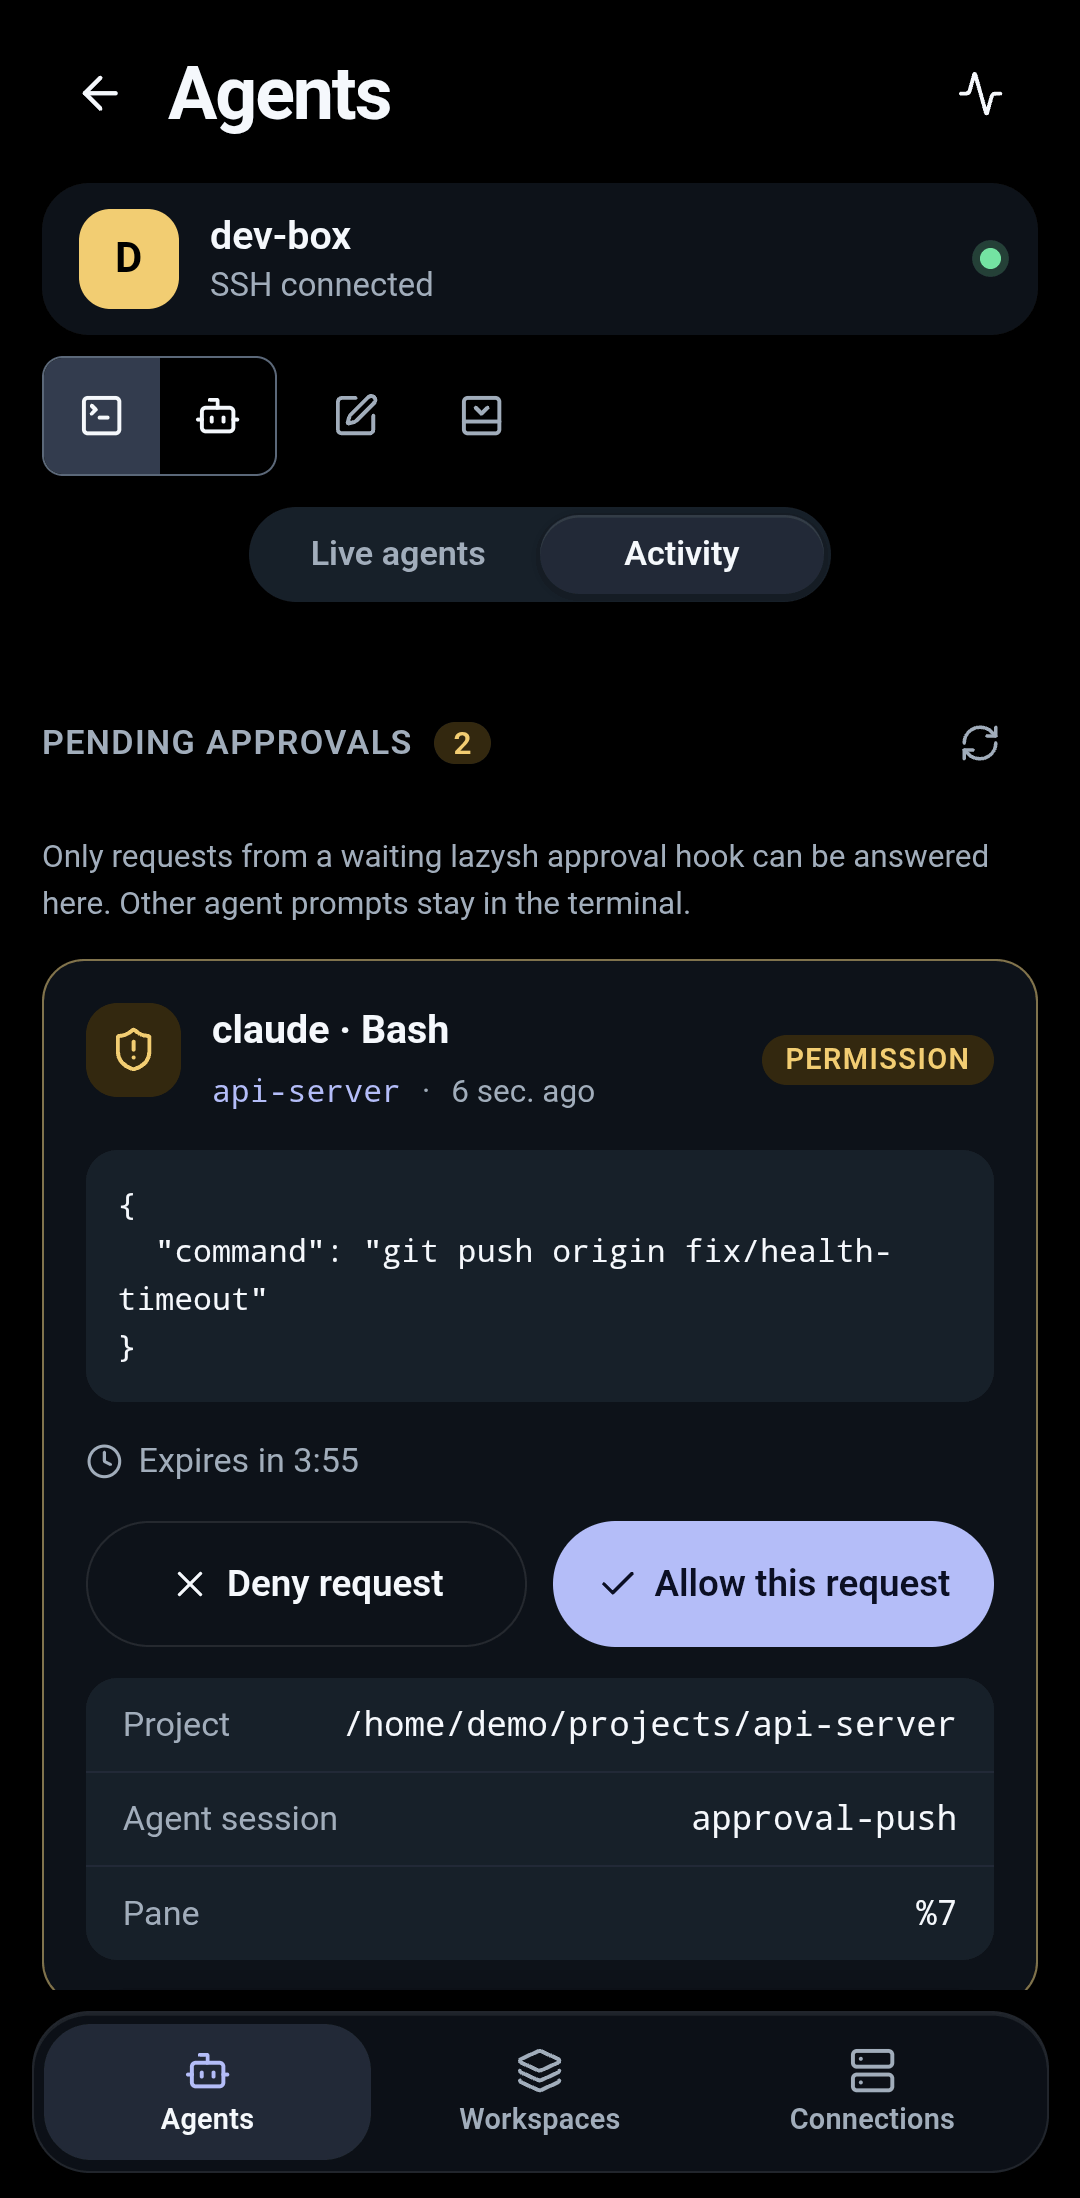 Agents
D
dev-box
SSH connected
Live agents
Activity
PENDING APPROVALS 2
Only requests from a waiting lazysh approval hook can be answered
here. Other agent prompts stay in the terminal.
claude · Bash
api-server · 6 sec. ago
PERMISSION
{
  "command": "git push origin fix/health-
timeout"
}
Expires in 3:55
Deny request
Allow this request
Project /home/demo/projects/api-server
Agent session approval-push
Pane %7
Agents
Workspaces
Connections